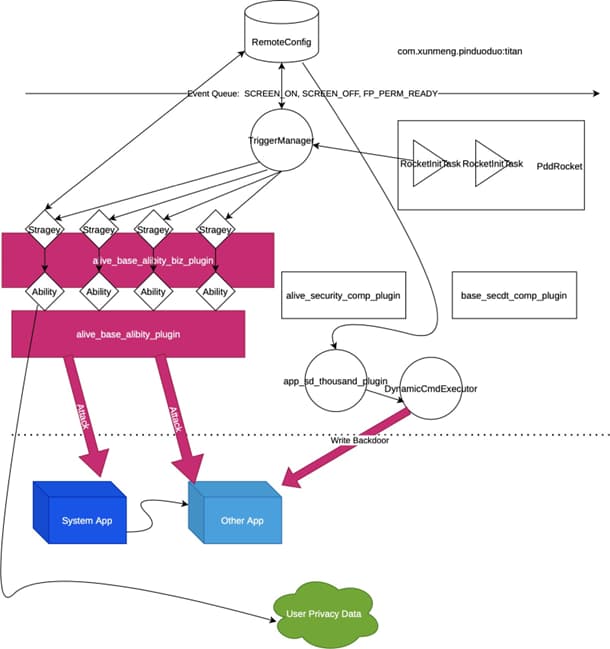 RemoteConfig
com.xunmeng.pinduoduo:titan
Event Queue: SCREEN_ON, SCREEN_OFF, FP_PERM_READY
TriggerManager
RocketInitTask
RocketInitTask
PddRocket
Stragey
Stragey
Stragey
Stragey
alive_base_alibity_biz_plugin
Ability
Ability
Ability
Ability
alive_security_comp_plugin
base_secdt_comp_plugin
alive_base_alibity_plugin
app_sd_thousand_plugin
DynamicCmdExecutor
Attack
Attack
Write Backdoor
System App
Other App
User Privacy Data